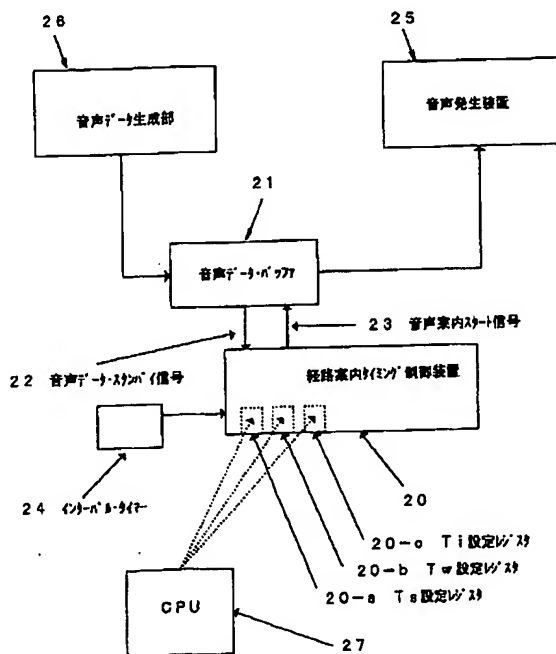 26
25
音声データ生成部
音声発生装置
21
音声データ・バッファ
23 音声案内スタート信号
22 音声データ・スタンバイ信号
経路案内タイミング制御装置
24 インターバル・タイマー
20
20-c Ti設定レジスタ
20-b Tw設定レジスタ
20-a Ts設定レジスタ
CPU
27